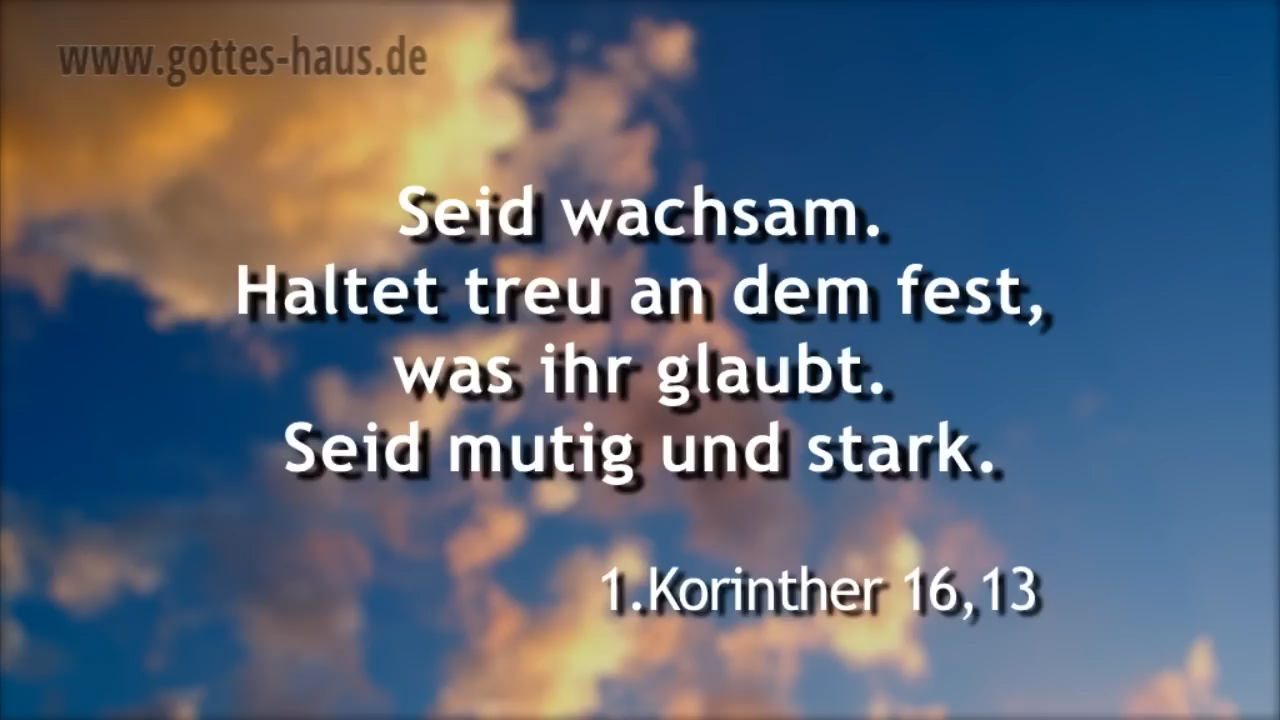 www.gottes-haus.de
Seid wachsam.
Haltet treu an dem fest,
was ihr glaubt.
Seid mutig und stark.
1.Korinther 16,13